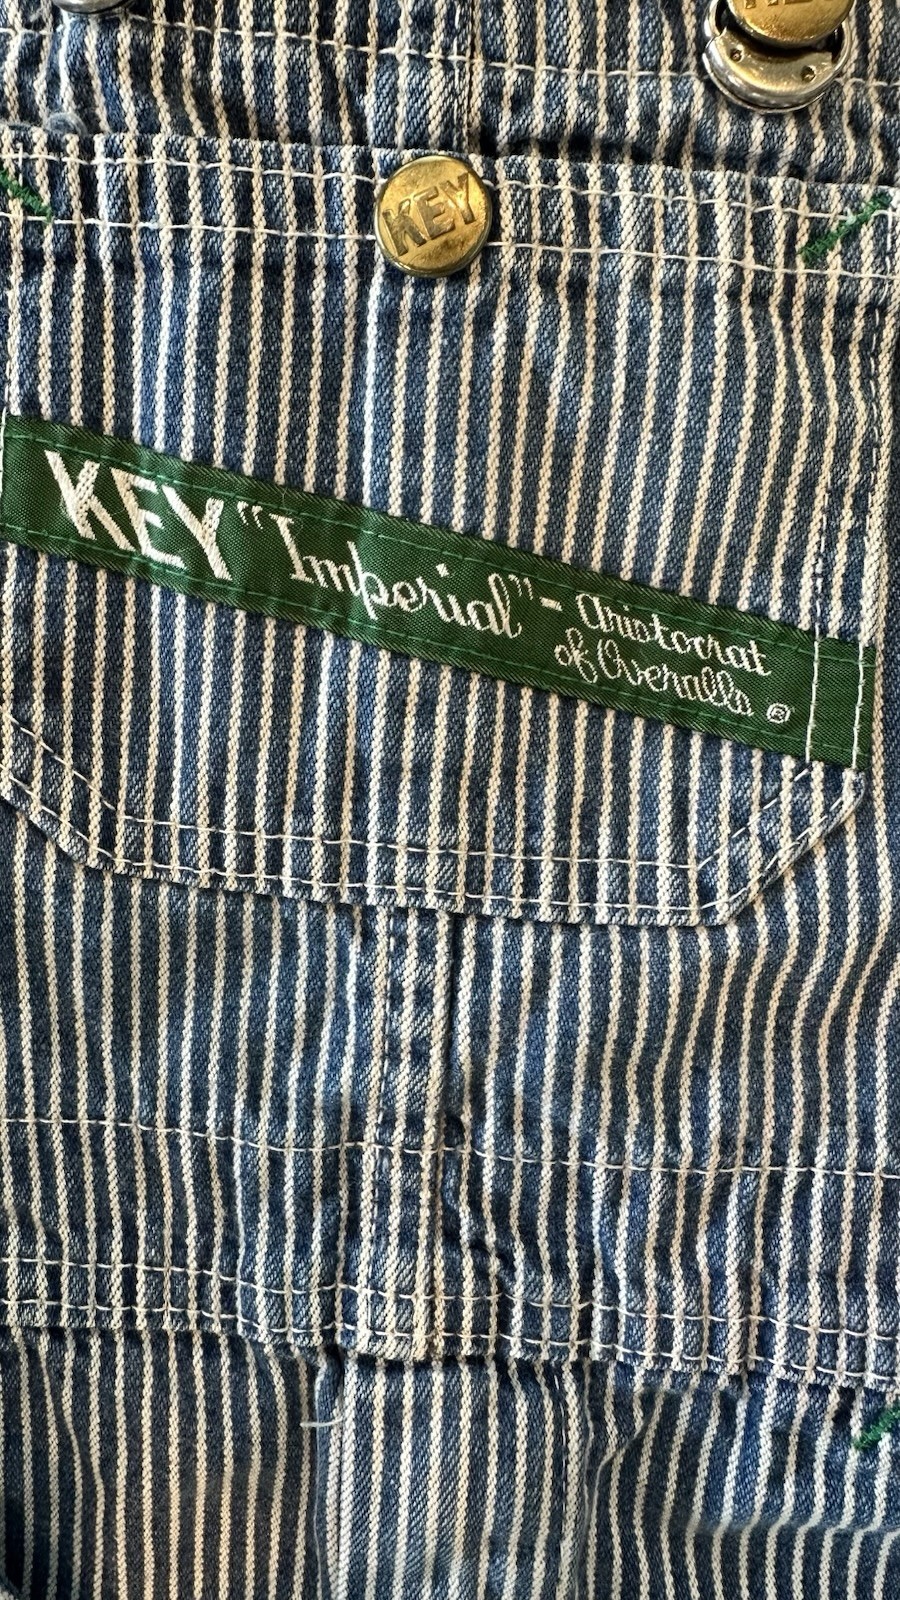 KEY
KEY "Imperial" - Aristocrat
of Overalls ®